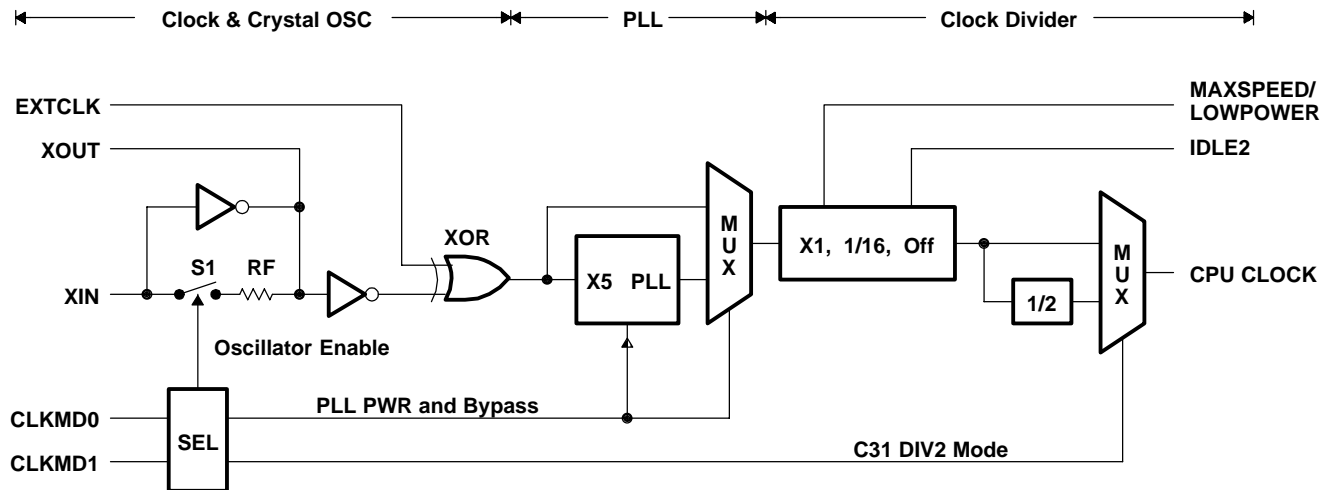 Clock & Crystal OSC
PLL
Clock Divider
EXTCLK
MAXSPEED/
LOWPOWER
XOUT
IDLE2
XOR
MUX
X1, 1/16, Off
MUX
S1
RF
X5 PLL
XIN
CPU CLOCK
1/2
Oscillator Enable
CLKMD0
PLL PWR and Bypass
SEL
CLKMD1
C31 DIV2 Mode